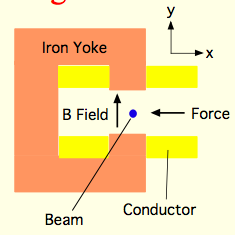 y
x
Iron Yoke
B Field
Force
Beam
Conductor